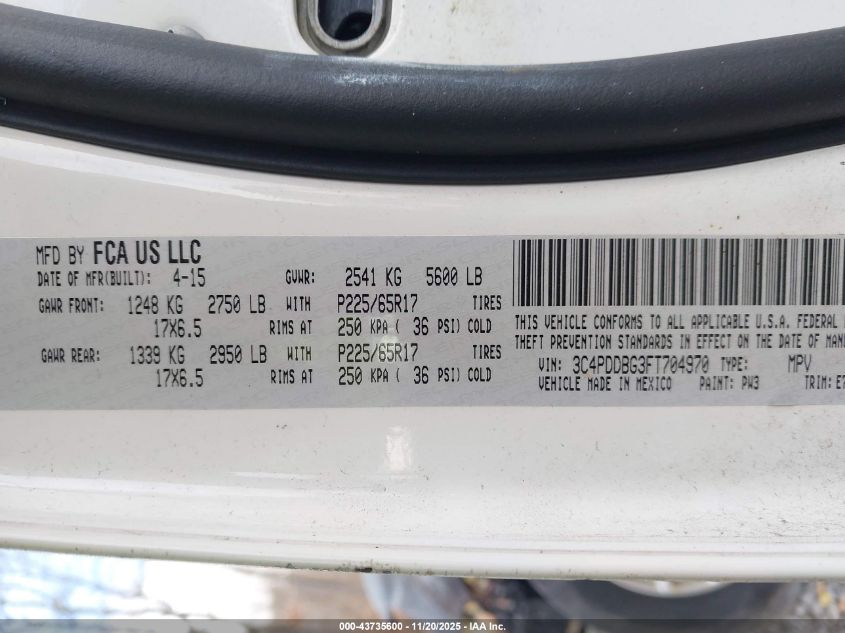 MFD BY FCA US LLC
DATE OF MFR(BUILT): 4-15 GVWR: 2541 KG 5600 LB
GAWR FRONT: 1248 KG 2750 LB WITH P225/65R17 TIRES
17X6.5 RIMS AT 250 KPA ( 36 PSI) COLD
GAWR REAR: 1339 KG 2950 LB WITH P225/65R17 TIRES
17X6.5 RIMS AT 250 KPA ( 36 PSI) COLD
THIS VEHICLE CONFORMS TO ALL APPLICABLE U.S.A. FEDERAL
THEFT PREVENTION STANDARDS IN EFFECT ON THE DATE OF MAN
VIN: 3C4PDDBG3FT704970 TYPE: MPV
VEHICLE MADE IN MEXICO PAINT: PW3 TRIM: E7
000-43735600 - 11/20/2025 - IAA Inc.